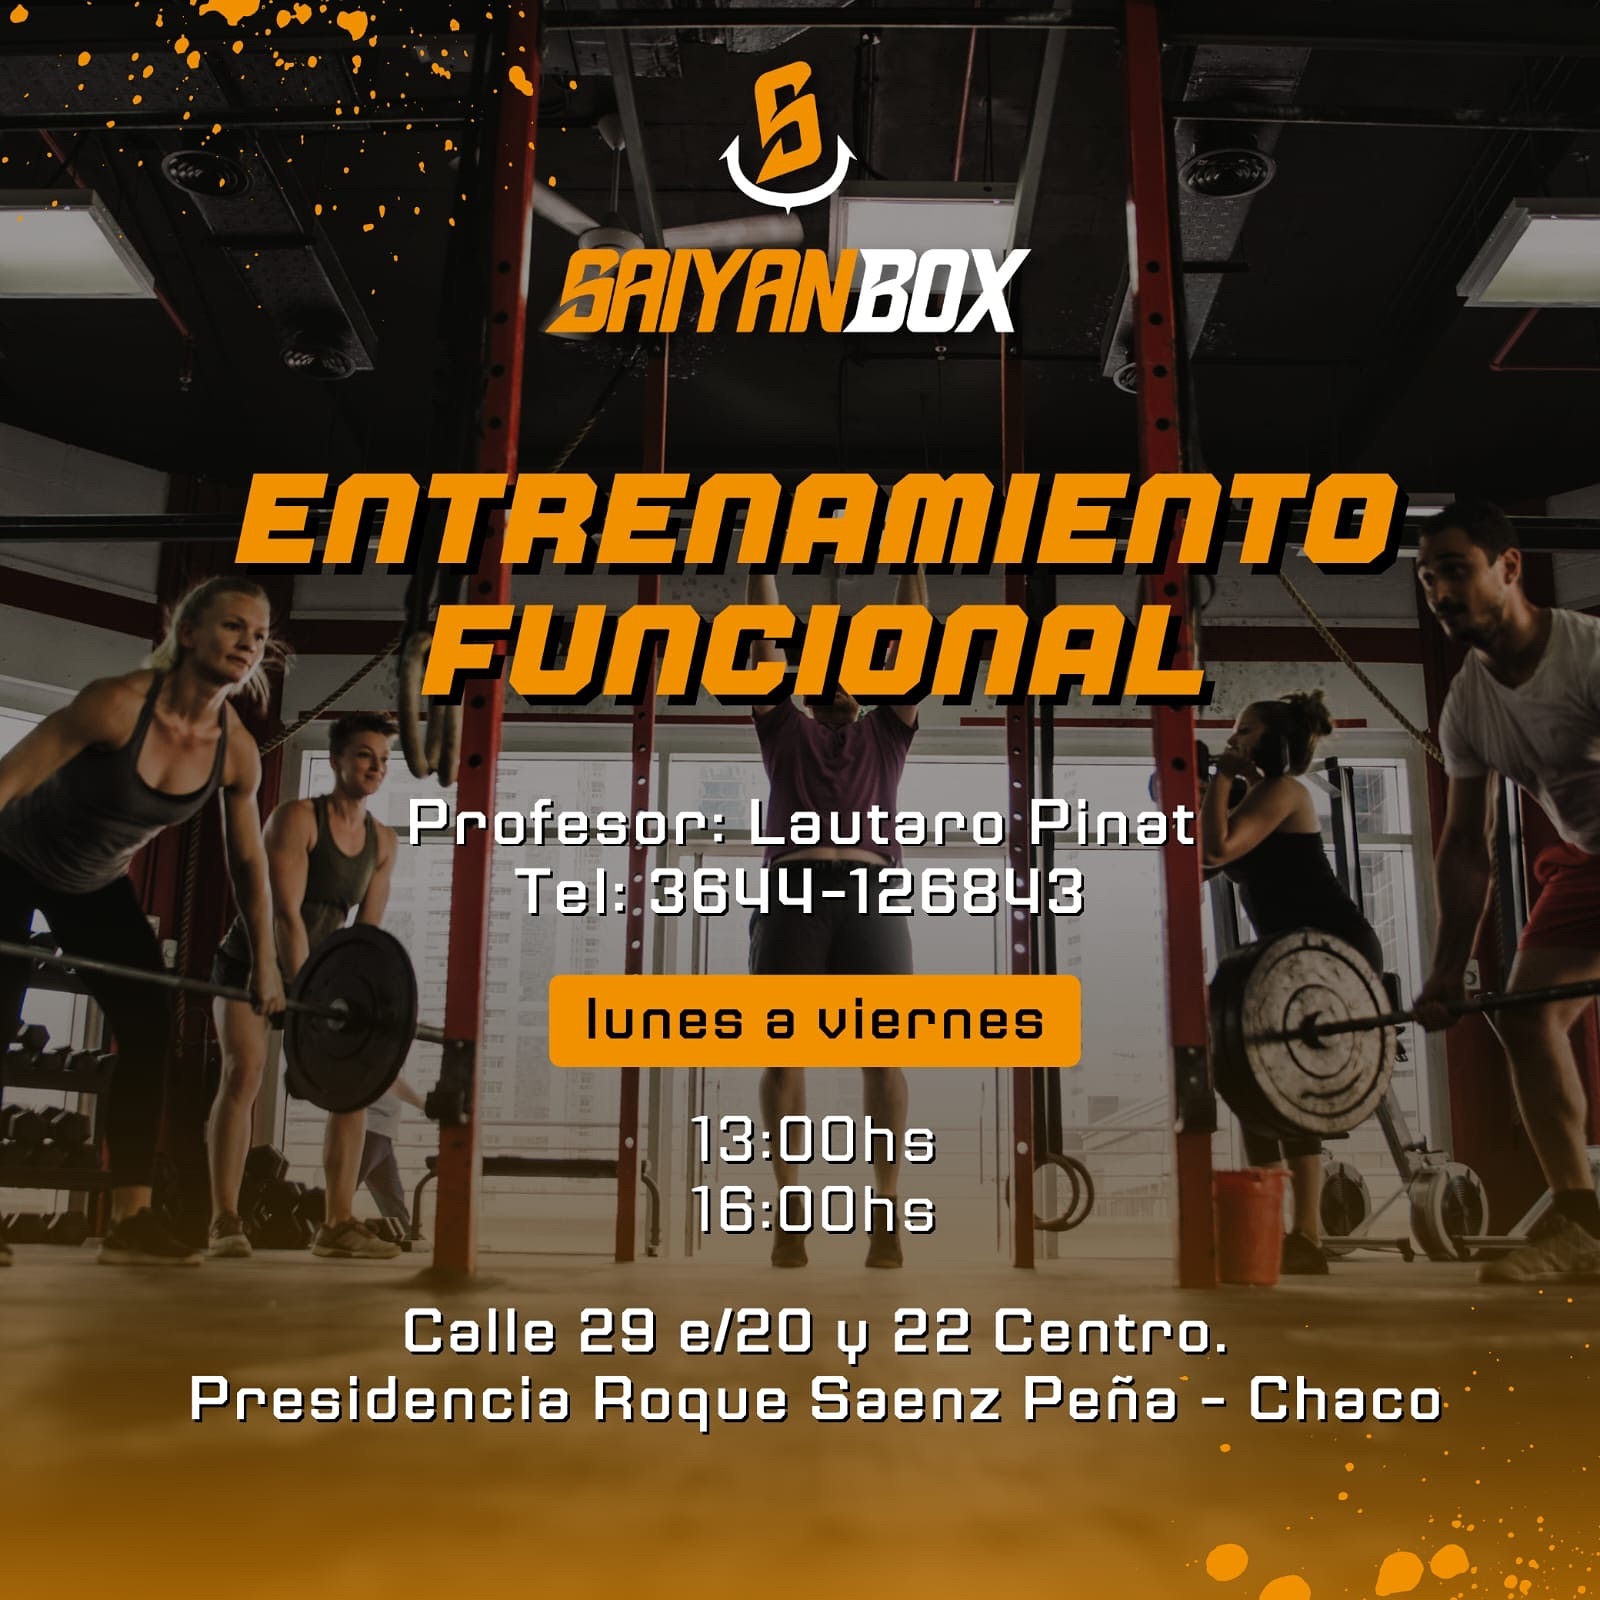 S
SAIYANBOX
ENTRENAMIENTO
FUNCIONAL
Profesor: Lautaro Pinat
Tel: 3644-126843
lunes a viernes
13:00hs
16:00hs
Calle 29 e/20 y 22 Centro.
Presidencia Roque Saenz Peña - Chaco